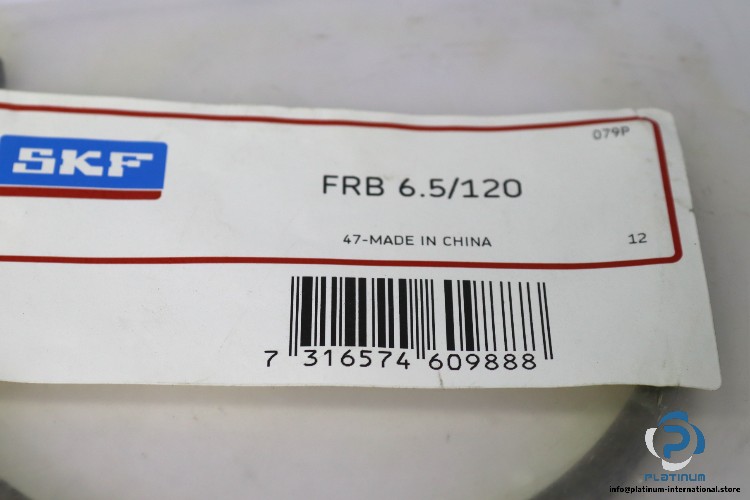 079P
SKF
FRB 6.5/120
47-MADE IN CHINA
12
7 316574 609888
PLATINUM
info@platinum-international.store